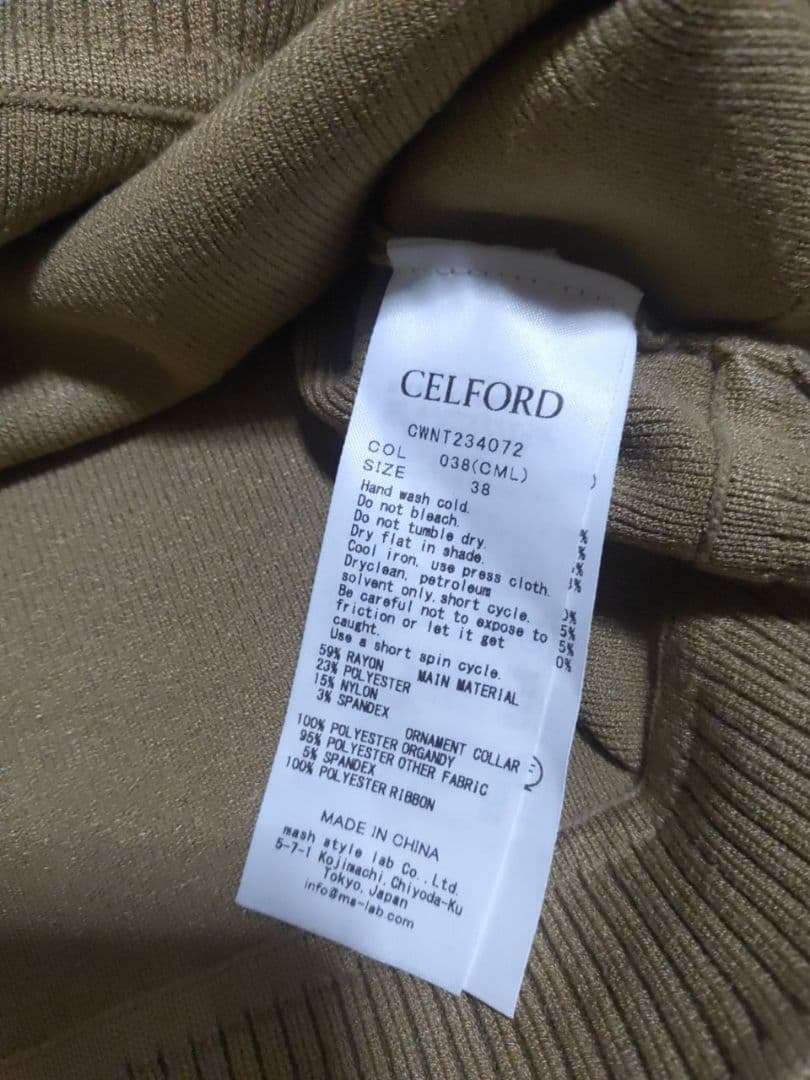 CELFORD
CWNT234072
COL 038(CML)
SIZE 38
Hand wash cold.
Do not bleach.
Do not tumble dry.
Dry flat in shade.
Cool iron, use press cloth.
Dryclean, petroleum
solvent only, short cycle.
Be careful not to expose to
friction or let it get
caught.
Use a short spin cycle.
59% RAYON MAIN MATERIAL
23% POLYESTER
15% NYLON
3% SPANDEX
ORNAMENT COLLAR
100% POLYESTER ORGANDY
95% POLYESTER OTHER FABRIC
5% SPANDEX
100% POLYESTER RIBBON
MADE IN CHINA
mash style lab Co.,Ltd.
5-7-1 Kojimachi, Chiyoda-Ku
Tokyo, Japan
info@ms-lab.com